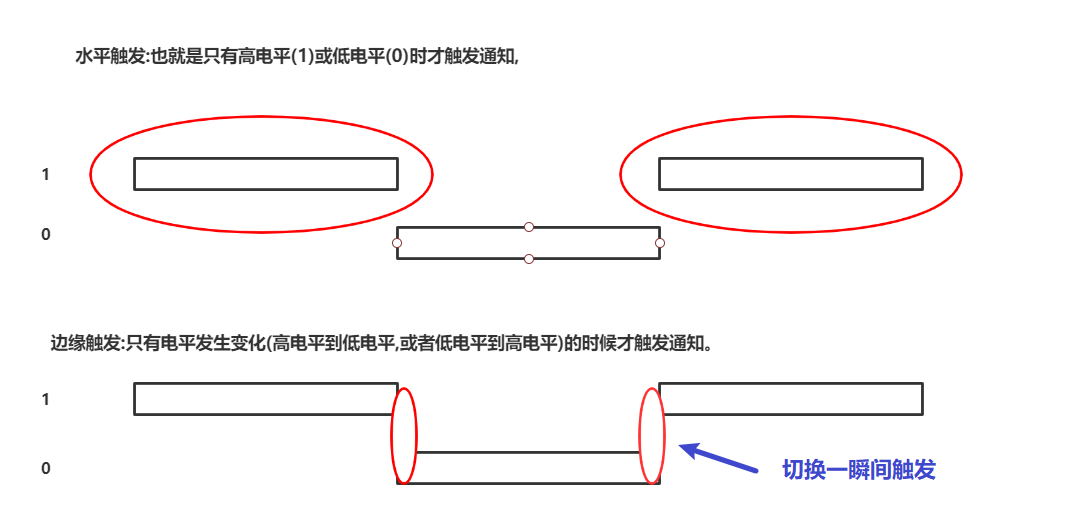 水平触发:也就是只有高电平(1)或低电平(0)时才触发通知,
1
0
边缘触发:只有电平发生变化(高电平到低电平,或者低电平到高电平)的时候才触发通知。
1
0
切换一瞬间触发